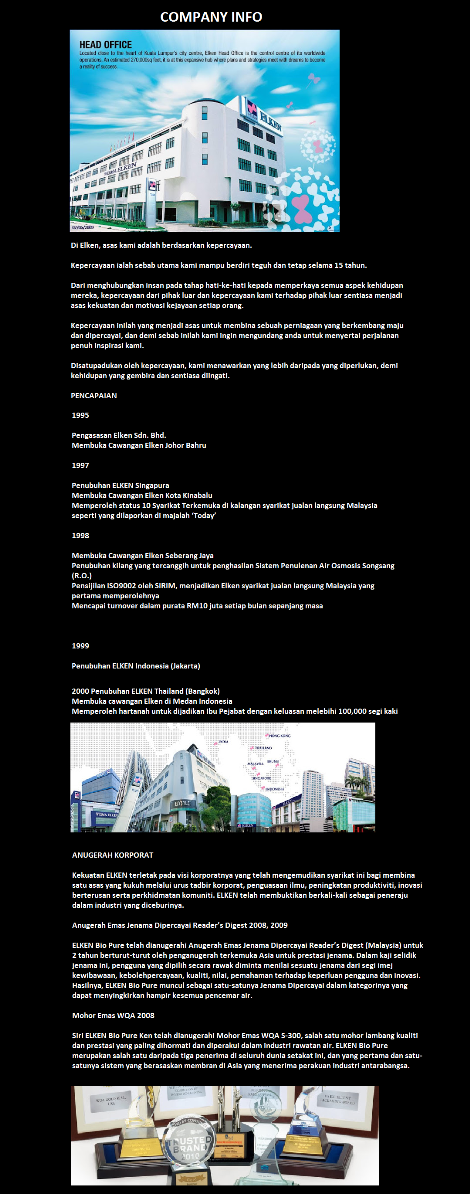 COMPANY INFO
HEAD OFFICE
Located close to the heart of Kuala Lumpur's city centre, Elken Head Office is the control centre of its worldwide
operations. An estimated 270,000sq feet, it is at this expansive hub where plans and strategies meet with dreams to become
a reality of success.
ELKEN
Di Elken, asas kami adalah berdasarkan kepercayaan.
Kepercayaan ialah sebab utama kami mampu berdiri teguh dan tetap selama 15 tahun.
Dari menghubungkan insan pada tahap hati-ke-hati kepada memperkaya semua aspek kehidupan
mereka, kepercayaan dari pihak luar dan kepercayaan kami terhadap pihak luar sentiasa menjadi
asas kekuatan dan motivasi kejayaan setiap orang.
Kepercayaan inilah yang menjadi asas untuk membina sebuah perniagaan yang berkembang maju
dan dipercayai, dan demi sebab inilah kami ingin mengundang anda untuk menyertai perjalanan
penuh inspirasi kami.
Disatupadukan oleh kepercayaan, kami menawarkan yang lebih daripada yang diperlukan, demi
kehidupan yang gembira dan sentiasa diingati.
PENCAPAIAN
1995
Pengasasan Elken Sdn. Bhd.
Membuka Cawangan Elken Johor Bahru
1997
Penubuhan ELKEN Singapura
Membuka Cawangan Elken Kota Kinabalu
Memperoleh status 10 Syarikat Terkemuka di kalangan syarikat jualan langsung Malaysia
seperti yang dilaporkan di majalah 'Today'
1998
Membuka Cawangan Elken Seberang Jaya
Penubuhan kilang yang tercanggih untuk penghasilan Sistem Penulenan Air Osmosis Songsang
(R.O.)
Pensijilan ISO9002 oleh SIRIM, menjadikan Elken syarikat jualan langsung Malaysia yang
pertama memperolehnya
Mencapai turnover dalam purata RM10 juta setiap bulan sepanjang masa
1999
Penubuhan ELKEN Indonesia (Jakarta)
2000 Penubuhan ELKEN Thailand (Bangkok)
Membuka cawangan Elken di Medan Indonesia
Memperoleh hartanah untuk dijadikan Ibu Pejabat dengan keluasan melebihi 100,000 segi kaki
HONG KONG
INDIA
THAILAND
BRUNEI
MALAYSIA
SINGAPORE
INDONESIA
ANUGERAH KORPORAT
Kekuatan ELKEN terletak pada visi korporatnya yang telah mengemudikan syarikat ini bagi membina
satu asas yang kukuh melalui urus tadbir korporat, penguasaan ilmu, peningkatan produktiviti, inovasi
berterusan serta perkhidmatan komuniti. ELKEN telah membuktikan berkali-kali sebagai peneraju
dalam industri yang diceburinya.
Anugerah Emas Jenama Dipercayai Reader's Digest 2008, 2009
ELKEN Bio Pure telah dianugerahi Anugerah Emas Jenama Dipercayai Reader's Digest (Malaysia) untuk
2 tahun berturut-turut oleh penganugerah terkemuka Asia untuk prestasi jenama. Dalam kaji selidik
jenama ini, pengguna yang dipilih secara rawak diminta menilai sesuatu jenama dari segi imej
kewibawaan, kebolehpercayaan, kualiti, nilai, pemahaman terhadap keperluan pengguna dan inovasi.
Hasilnya, ELKEN Bio Pure muncul sebagai satu-satunya Jenama Dipercayai dalam kategorinya yang
dapat menyingkirkan hampir kesemua pencemar air.
Mohor Emas WQA 2008
Siri ELKEN Bio Pure Ken telah dianugerahi Mohor Emas WQA S-300, salah satu mohor lambang kualiti
dan prestasi yang paling dihormati dan diperakui dalam industri rawatan air. ELKEN Bio Pure
merupakan salah satu daripada tiga penerima di seluruh dunia setakat ini, dan yang pertama dan satu-
satunya sistem yang berasaskan membran di Asia yang menerima perakuan industri antarabangsa.
TRUSTED
BRAND
2010